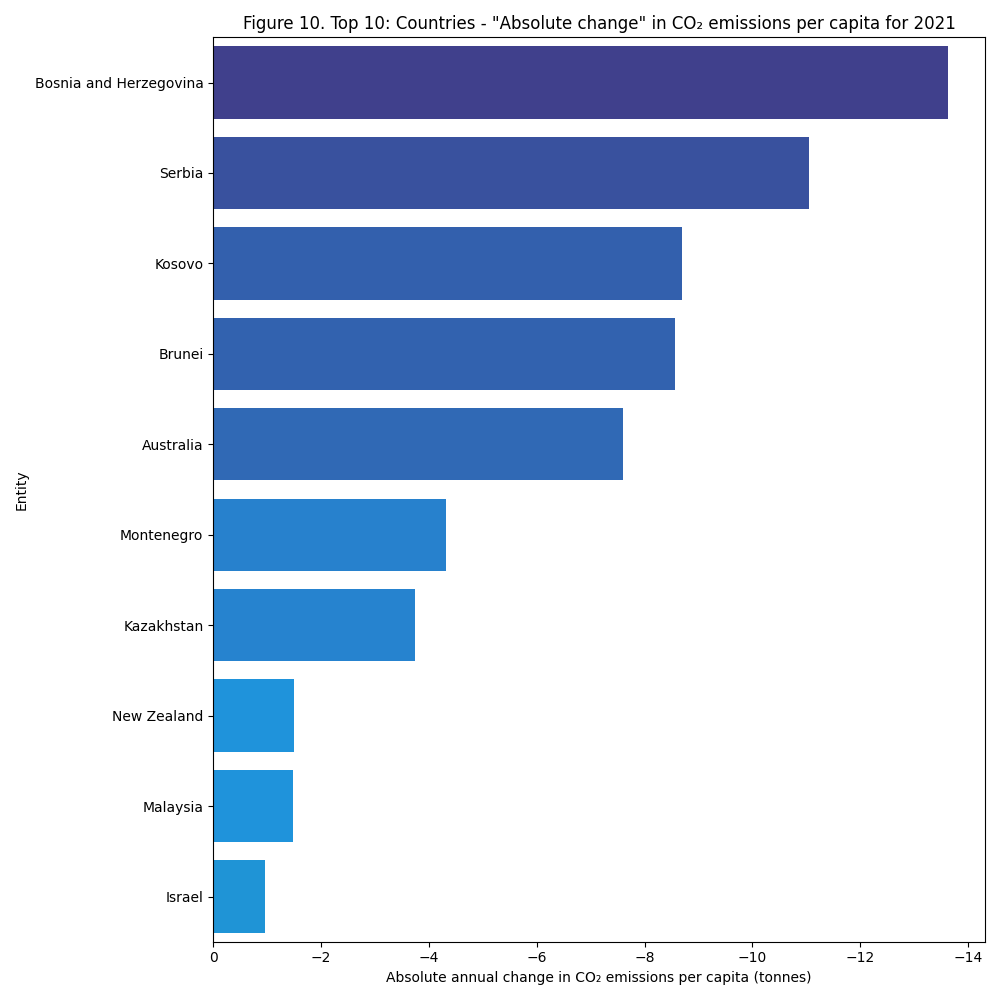 Figure 10. Top 10: Countries - "Absolute change" in CO₂ emissions per capita for 2021
Entity
Bosnia and Herzegovina
Serbia
Kosovo
Brunei
Australia
Montenegro
Kazakhstan
New Zealand
Malaysia
Israel
0 −2 −4 −6 −8 −10 −12 −14
Absolute annual change in CO₂ emissions per capita (tonnes)